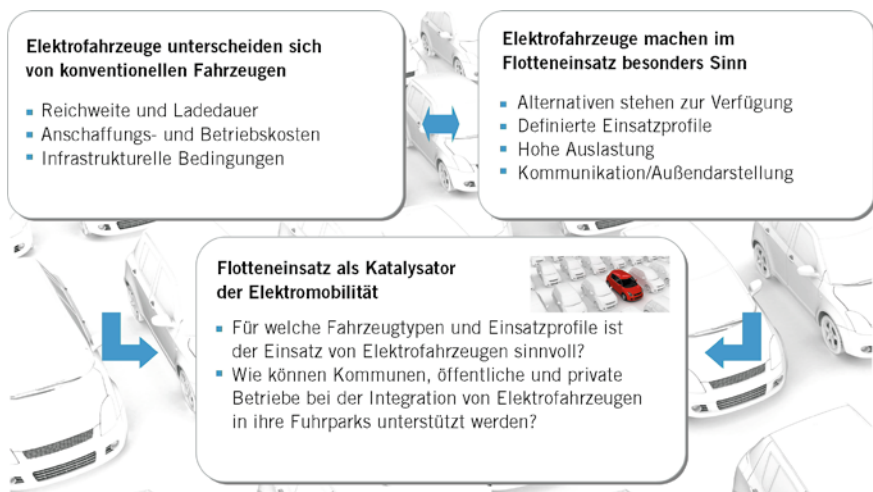 Elektrofahrzeuge unterscheiden sich
von konventionellen Fahrzeugen
▪ Reichweite und Ladedauer
▪ Anschaffungs- und Betriebskosten
▪ Infrastrukturelle Bedingungen
Elektrofahrzeuge machen im
Flotteneinsatz besonders Sinn
▪ Alternativen stehen zur Verfügung
▪ Definierte Einsatzprofile
▪ Hohe Auslastung
▪ Kommunikation/Außendarstellung
Flotteneinsatz als Katalysator
der Elektromobilität
▪ Für welche Fahrzeugtypen und Einsatzprofile ist
der Einsatz von Elektrofahrzeugen sinnvoll?
▪ Wie können Kommunen, öffentliche und private
Betriebe bei der Integration von Elektrofahrzeugen
in ihre Fuhrparks unterstützt werden?